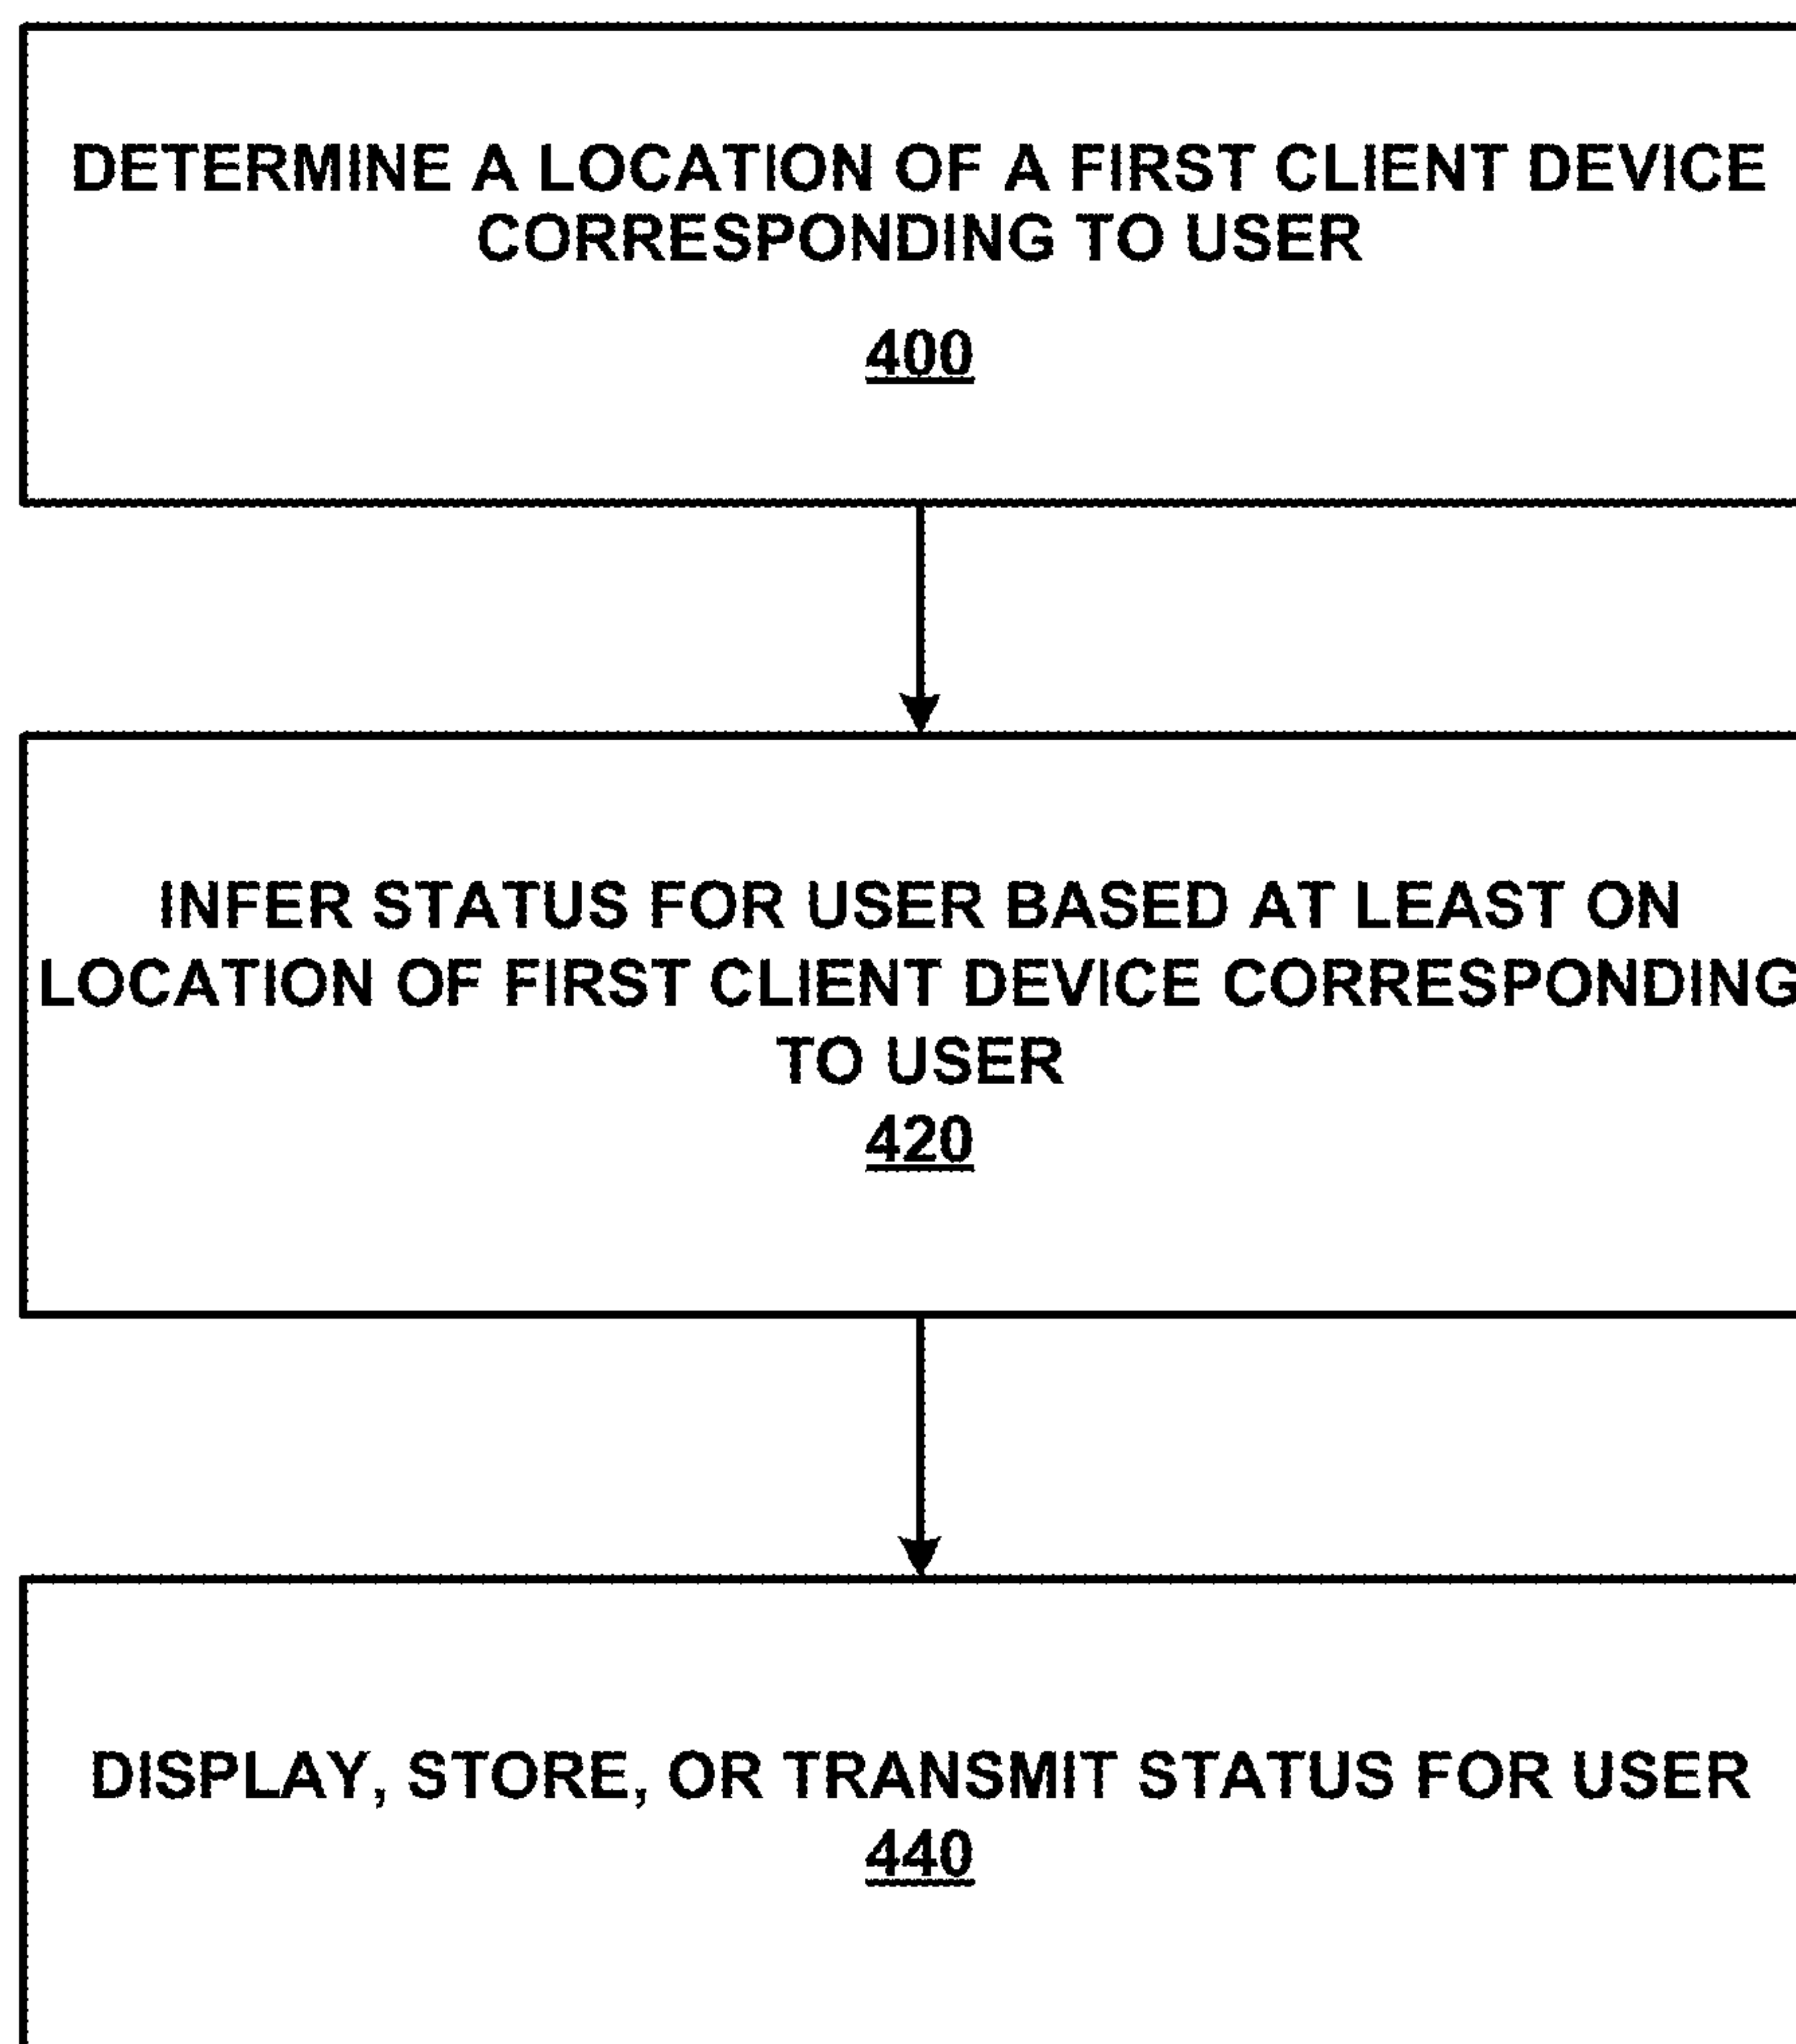 DETERMINE A LOCATION OF A FIRST CLIENT DEVICE
CORRESPONDING TO USER
400
INFER STATUS FOR USER BASED AT LEAST ON
LOCATION OF FIRST CLIENT DEVICE CORRESPONDING
TO USER
420
DISPLAY, STORE, OR TRANSMIT STATUS FOR USER
440